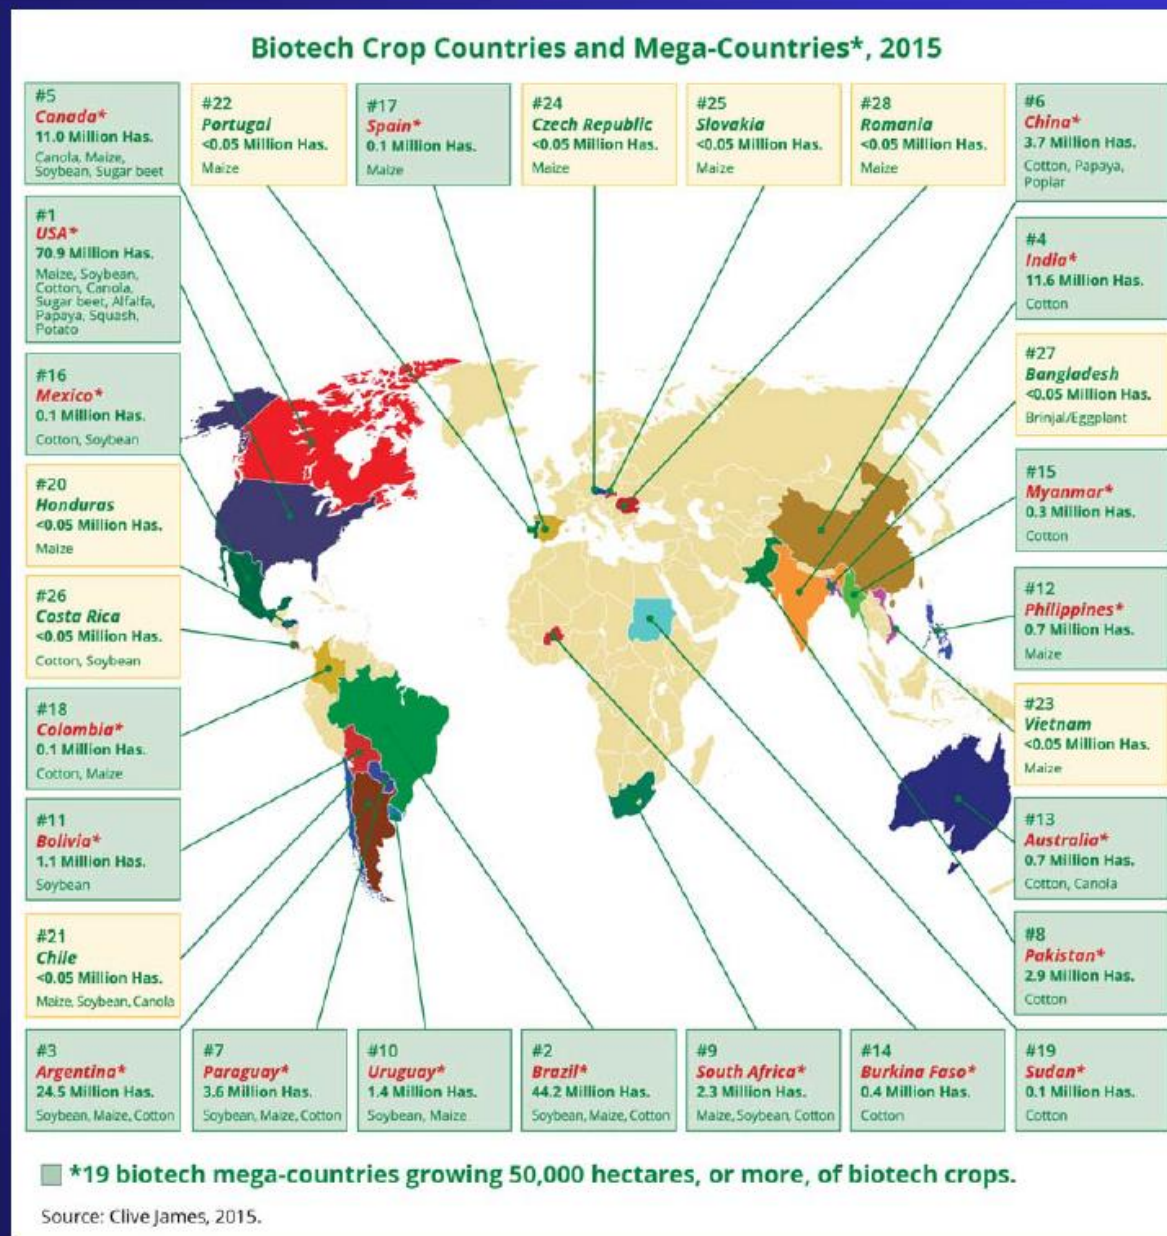 Biotech Crop Countries and Mega-Countries*, 2015
#5
Canada*
11.0 Million Has.
Canola, Maize,
Soybean, Sugar beet
#22
Portugal
<0.05 Million Has.
Maize
#17
Spain*
0.1 Million Has.
Maize
#24
Czech Republic
<0.05 Million Has.
Maize
#25
Slovakia
<0.05 Million Has.
Maize
#28
Romania
<0.05 Million Has.
Maize
#6
China*
3.7 Million Has.
Cotton, Papaya,
Poplar
#1
USA*
70.9 Million Has.
Maize, Soybean,
Cotton, Canola,
Sugar beet, Alfalfa,
Papaya, Squash,
Potato
#4
India*
11.6 Million Has.
Cotton
#16
Mexico*
0.1 Million Has.
Cotton, Soybean
#27
Bangladesh
<0.05 Million Has.
Brinjal/Eggplant
#20
Honduras
<0.05 Million Has.
Maize
#15
Myanmar*
0.3 Million Has.
Cotton
#26
Costa Rica
<0.05 Million Has.
Cotton, Soybean
#12
Philippines*
0.7 Million Has.
Maize
#18
Colombia*
0.1 Million Has.
Cotton, Maize
#23
Vietnam
<0.05 Million Has.
Maize
#11
Bolivia*
1.1 Million Has.
Soybean
#13
Australia*
0.7 Million Has.
Cotton, Canola
#21
Chile
<0.05 Million Has.
Maize, Soybean, Canola
#8
Pakistan*
2.9 Million Has.
Cotton
#3
Argentina*
24.5 Million Has.
Soybean, Maize, Cotton
#7
Paraguay*
3.6 Million Has.
Soybean, Maize, Cotton
#10
Uruguay*
1.4 Million Has.
Soybean, Maize
#2
Brazil*
44.2 Million Has.
Soybean, Maize, Cotton
#9
South Africa*
2.3 Million Has.
Maize, Soybean, Cotton
#14
Burkina Faso*
0.4 Million Has.
Cotton
#19
Sudan*
0.1 Million Has.
Cotton
*19 biotech mega-countries growing 50,000 hectares, or more, of biotech crops.
Source: Clive James, 2015.